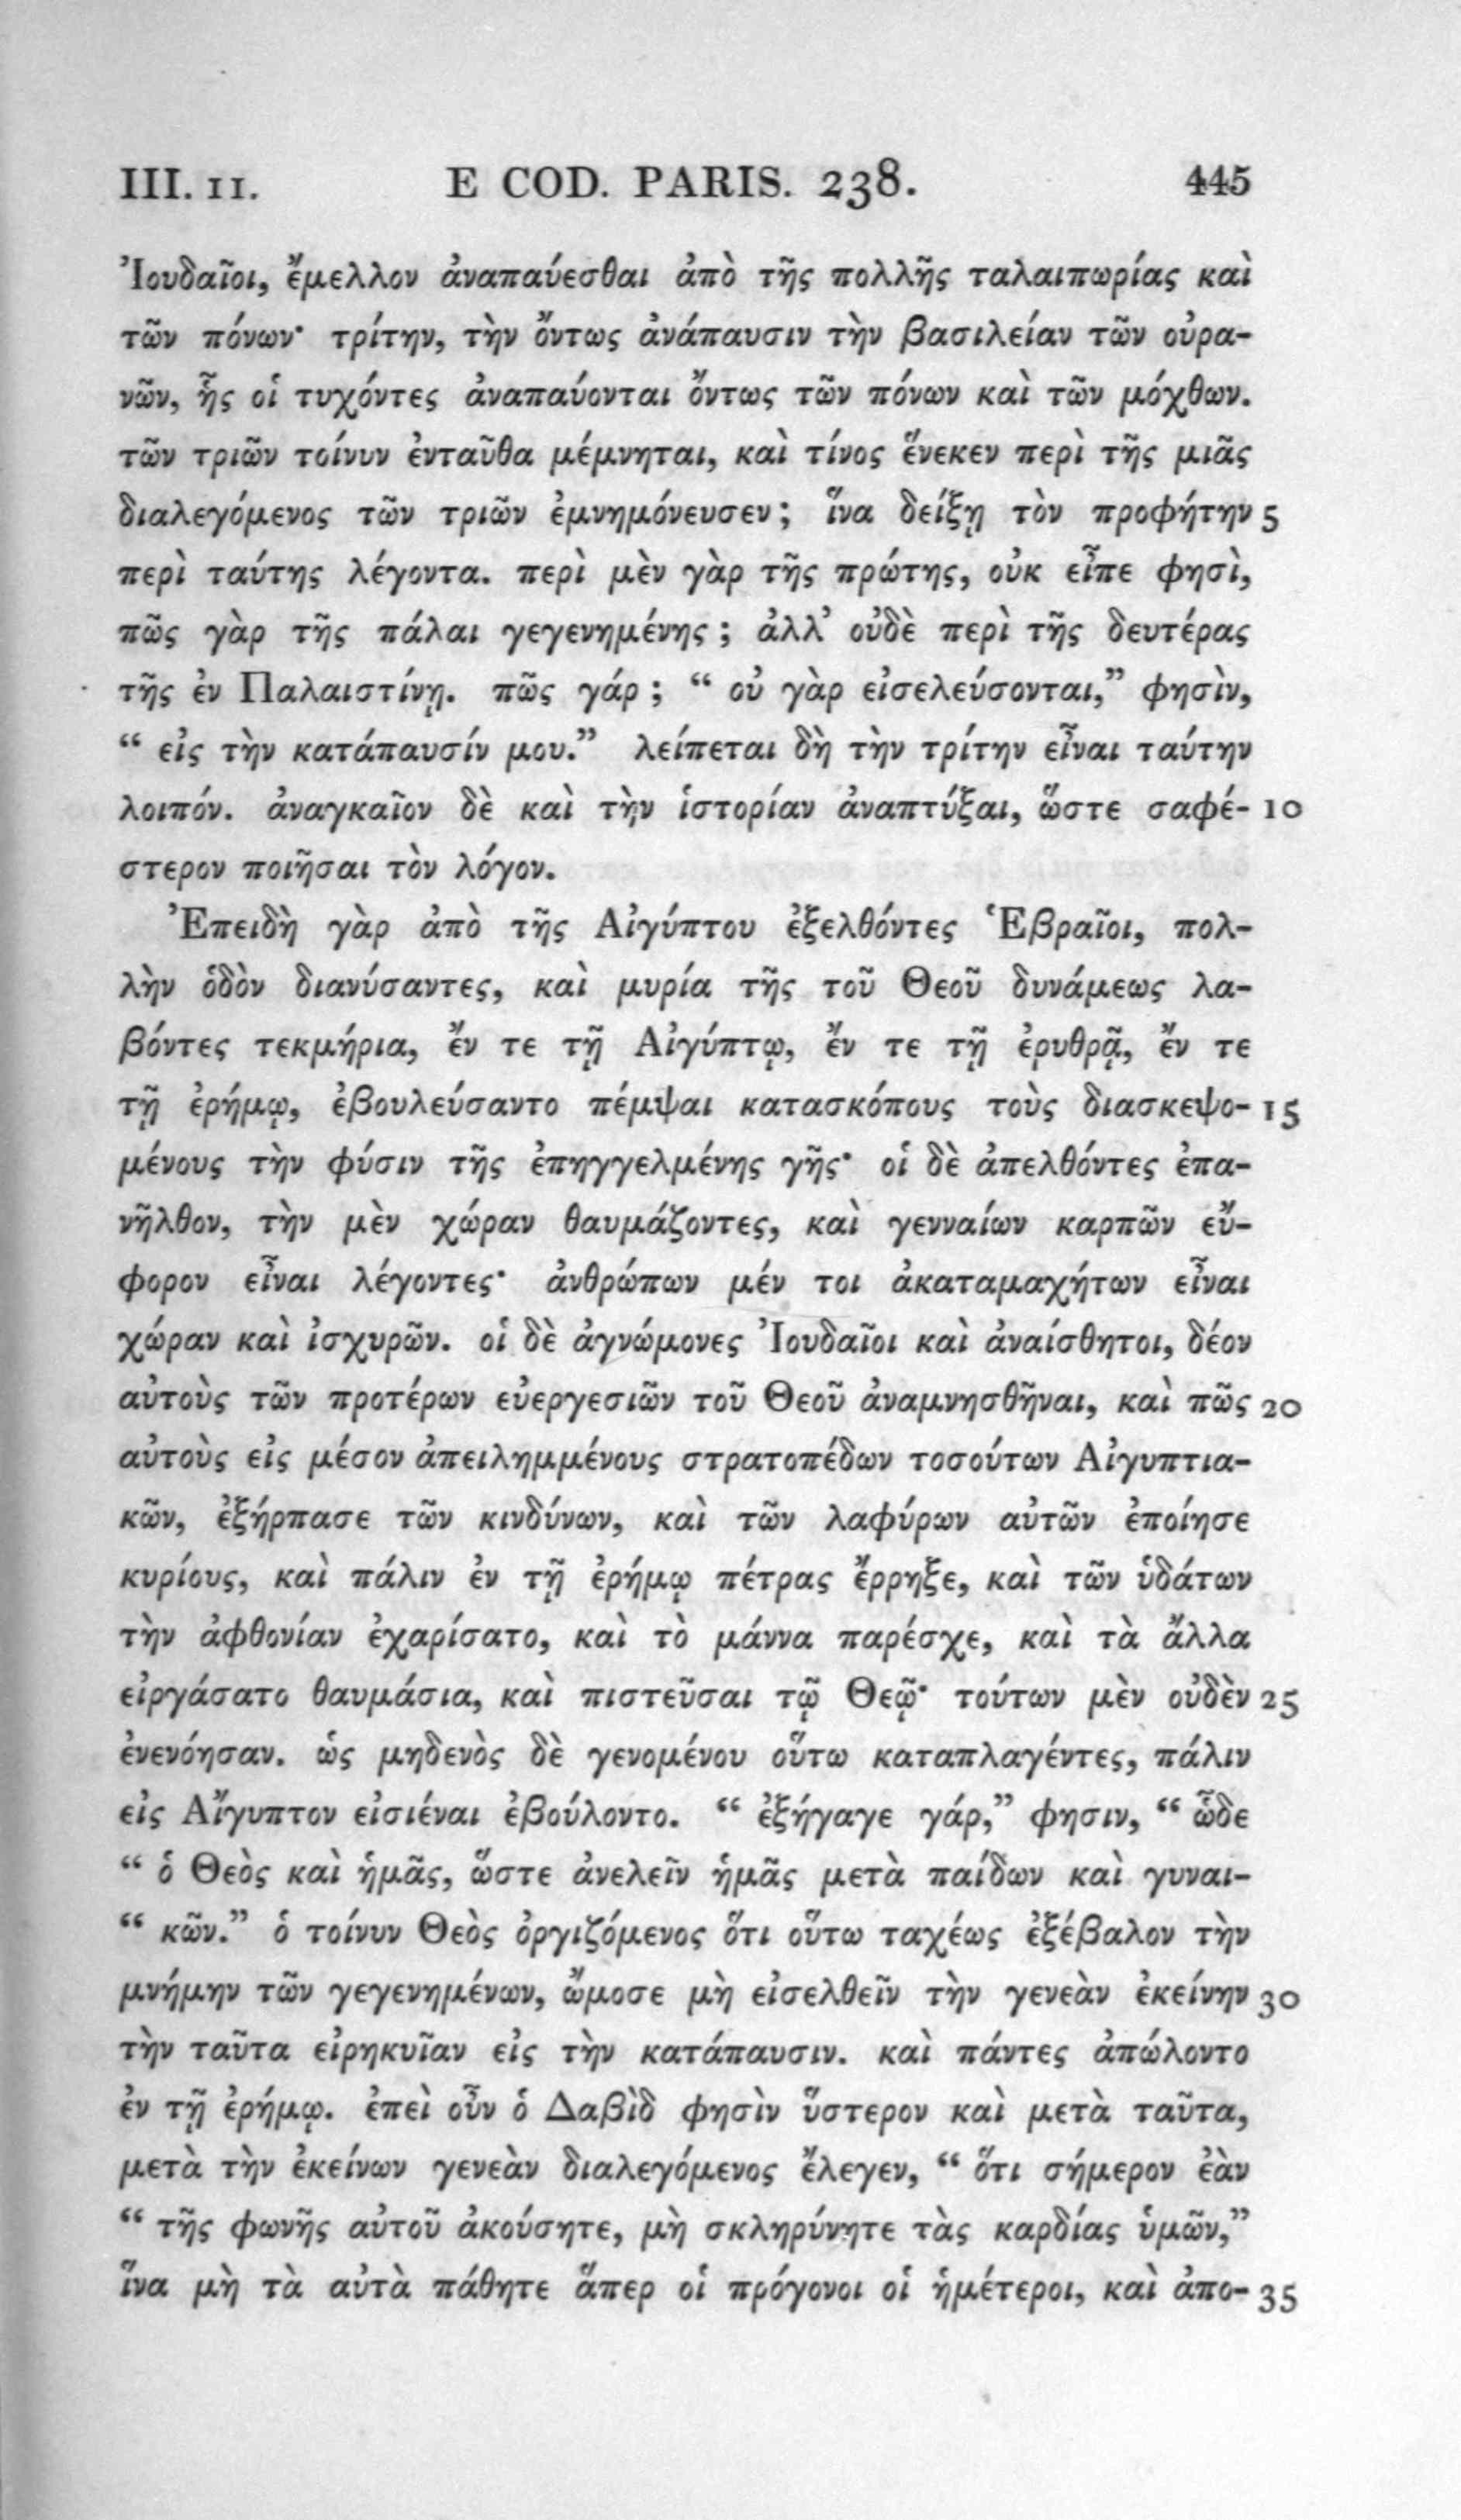 III. 11. E COD. PARIS. 238. 445
Ἰουδαῖοι, ἔμελλον ἀναπαύεσθαι ἀπὸ τῆς πολλῆς ταλαιπωρίας καὶ
τῶν πόνων· τρίτην, τὴν ὄντως ἀνάπαυσιν τὴν βασιλείαν τῶν οὐρα-
νῶν, ἧς οἱ τυχόντες ἀναπαύονται ὄντως τῶν πόνων καὶ τῶν μόχθων.
τῶν τριῶν τοίνυν ἐνταῦθα μέμνηται, καὶ τίνος ἕνεκεν περὶ τῆς μιᾶς
διαλεγόμενος τῶν τριῶν ἐμνημόνευσεν; ἵνα δείξῃ τὸν προφήτην 5
περὶ ταύτης λέγοντα. περὶ μὲν γὰρ τῆς πρώτης, οὐκ εἶπε φησὶ,
πῶς γὰρ τῆς πάλαι γεγενημένης; ἀλλ’ οὐδὲ περὶ τῆς δευτέρας
τῆς ἐν Παλαιστίνῃ. πῶς γάρ; “ οὐ γὰρ εἰσελεύσονται,” φησὶν,
“ εἰς τὴν κατάπαυσίν μου.” λείπεται δὴ τὴν τρίτην εἶναι ταύτην
λοιπόν. ἀναγκαῖον δὲ καὶ τὴν ἱστορίαν ἀναπτύξαι, ὥστε σαφέ- 10
στερον ποιῆσαι τὸν λόγον.
Ἐπειδὴ γὰρ ἀπὸ τῆς Αἰγύπτου ἐξελθόντες Ἑβραῖοι, πολ-
λὴν ὁδὸν διανύσαντες, καὶ μυρία τῆς τοῦ Θεοῦ δυνάμεως λα-
βόντες τεκμήρια, ἔν τε τῇ Αἰγύπτῳ, ἔν τε τῇ ἐρυθρᾷ, ἔν τε
τῇ ἐρήμῳ, ἐβουλεύσαντο πέμψαι κατασκόπους τοὺς διασκεψο- 15
μένους τὴν φύσιν τῆς ἐπηγγελμένης γῆς· οἱ δὲ ἀπελθόντες ἐπα-
νῆλθον, τὴν μὲν χώραν θαυμάζοντες, καὶ γενναίων καρπῶν εὔ-
φορον εἶναι λέγοντες· ἀνθρώπων μέν τοι ἀκαταμαχήτων εἶναι
χώραν καὶ ἰσχυρῶν. οἱ δὲ ἀγνώμονες Ἰουδαῖοι καὶ ἀναίσθητοι, δέον
αὐτοὺς τῶν προτέρων εὐεργεσιῶν τοῦ Θεοῦ ἀναμνησθῆναι, καὶ πῶς 20
αὐτοὺς εἰς μέσον ἀπειλημμένους στρατοπέδων τοσούτων Αἰγυπτια-
κῶν, ἐξήρπασε τῶν κινδύνων, καὶ τῶν λαφύρων αὐτῶν ἐποίησε
κυρίους, καὶ πάλιν ἐν τῇ ἐρήμῳ πέτρας ἔρρηξε, καὶ τῶν ὑδάτων
τὴν ἀφθονίαν ἐχαρίσατο, καὶ τὸ μάννα παρέσχε, καὶ τὰ ἄλλα
εἰργάσατο θαυμάσια, καὶ πιστεῦσαι τῷ Θεῷ· τούτων μὲν οὐδὲν 25
ἐνενόησαν. ὡς μηδενὸς δὲ γενομένου οὕτω καταπλαγέντες, πάλιν
εἰς Αἴγυπτον εἰσιέναι ἐβούλοντο. “ ἐξήγαγε γάρ,” φησιν, “ ὧδε
“ ὁ Θεὸς καὶ ἡμᾶς, ὥστε ἀνελεῖν ἡμᾶς μετὰ παίδων καὶ γυναι-
“ κῶν.” ὁ τοίνυν Θεὸς ὀργιζόμενος ὅτι οὕτω ταχέως ἐξέβαλον τὴν
μνήμην τῶν γεγενημένων, ὤμοσε μὴ εἰσελθεῖν τὴν γενεὰν ἐκείνην 30
τὴν ταῦτα εἰρηκυῖαν εἰς τὴν κατάπαυσιν. καὶ πάντες ἀπώλοντο
ἐν τῇ ἐρήμῳ. ἐπεὶ οὖν ὁ Δαβὶδ φησὶν ὕστερον καὶ μετὰ ταῦτα,
μετὰ τὴν ἐκείνων γενεὰν διαλεγόμενος ἔλεγεν, “ ὅτι σήμερον ἐὰν
“ τῆς φωνῆς αὐτοῦ ἀκούσητε, μὴ σκληρύνητε τὰς καρδίας ὑμῶν,”
ἵνα μὴ τὰ αὐτὰ πάθητε ἅπερ οἱ πρόγονοι οἱ ἡμέτεροι, καὶ ἀπο- 35